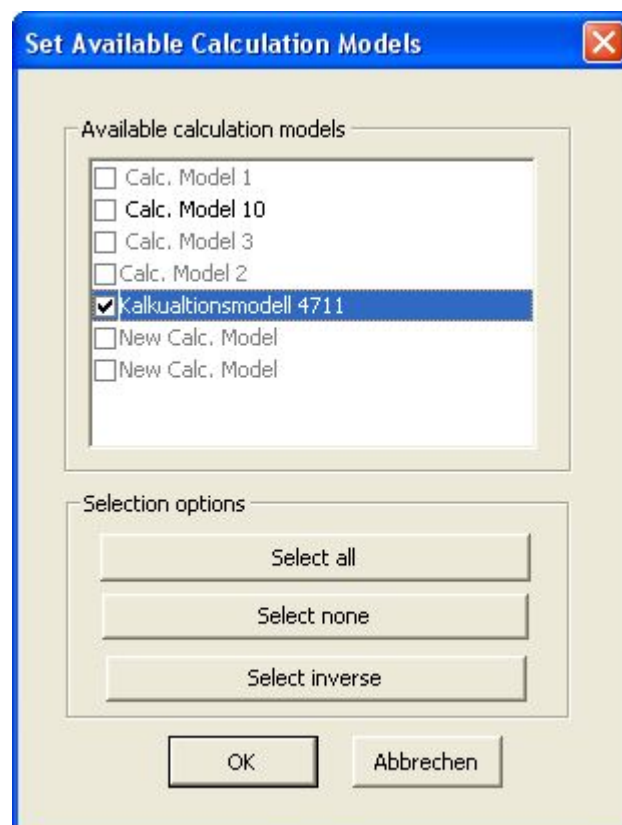 Set Available Calculation Models
Available calculation models
Calc. Model 1
Calc. Model 10
Calc. Model 3
Calc. Model 2
Kalkualtionsmodell 4711
New Calc. Model
New Calc. Model
Selection options
Select all
Select none
Select inverse
OK Abbrechen